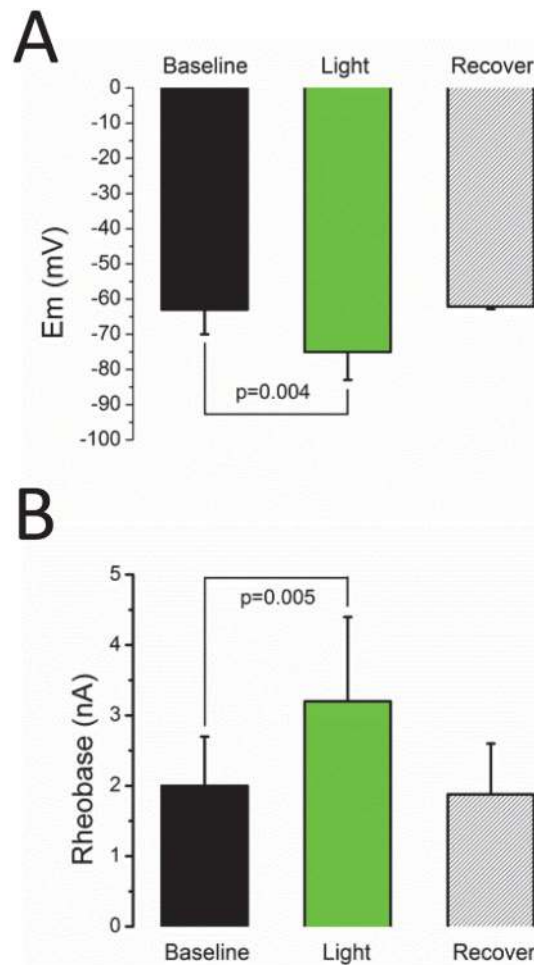 A
Baseline Light Recover
0
-10
-20
-30
-40
-50
-60
-70
-80
-90
-100
Em (mV)
p=0.004
B
5
4
3
2
1
0
Rheobase (nA)
p=0.005
Baseline Light Recover